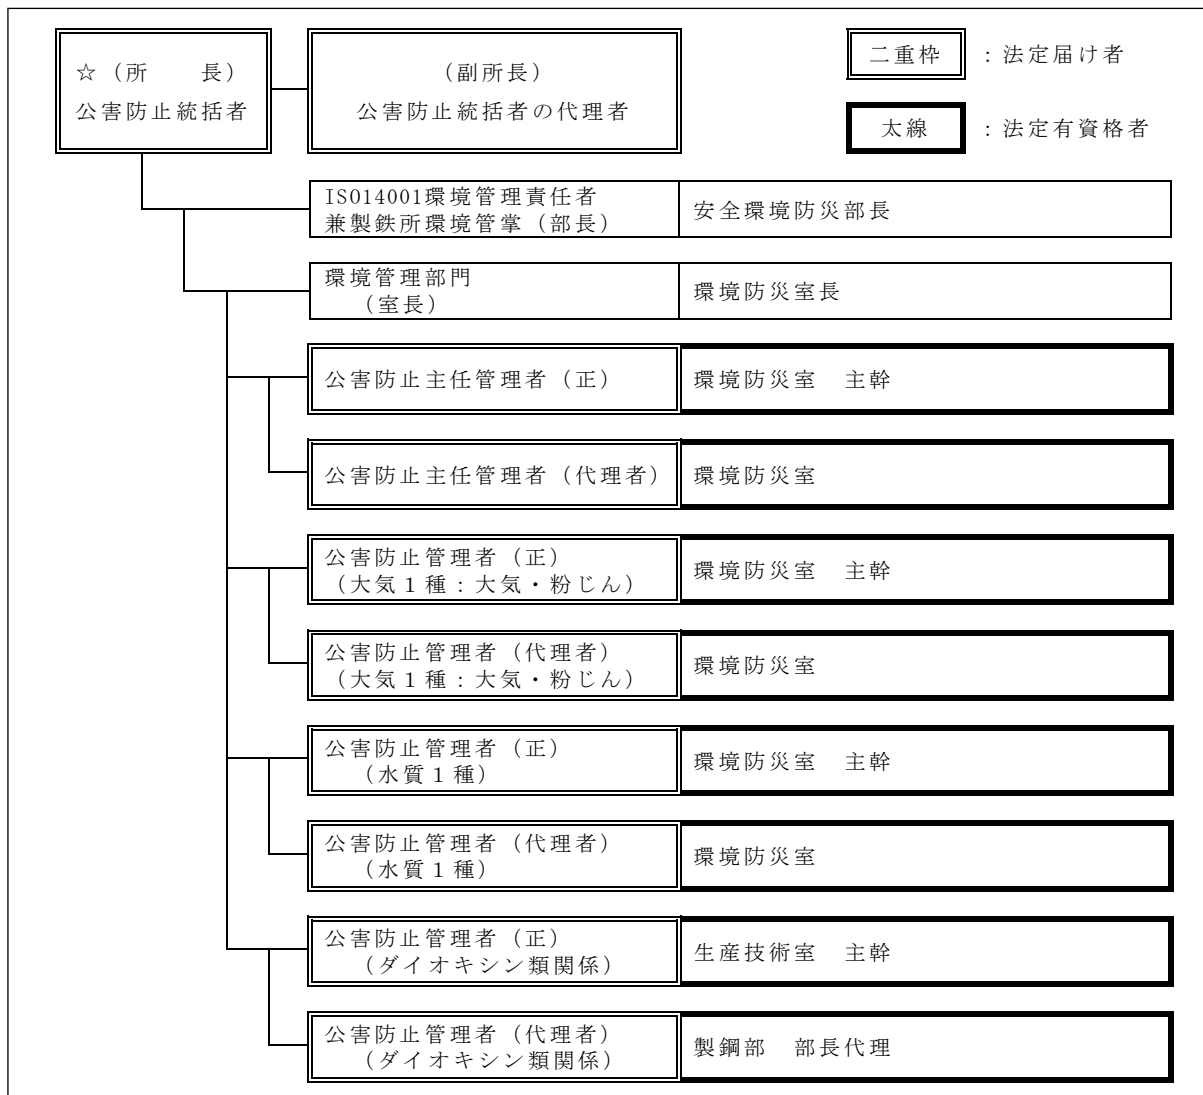 ☆（所　　長）
公害防止統括者
（副所長）
公害防止統括者の代理者
二重枠
：法定届け者
太線
：法定有資格者
ISO14001環境管理責任者
兼製鉄所環境管掌（部長）
安全環境防災部長
環境管理部門
（室長）
環境防災室長
公害防止主任管理者（正）
環境防災室　主幹
公害防止主任管理者（代理者）
環境防災室
公害防止管理者（正）
（大気１種：大気・粉じん）
環境防災室　主幹
公害防止管理者（代理者）
（大気１種：大気・粉じん）
環境防災室
公害防止管理者（正）
（水質１種）
環境防災室　主幹
公害防止管理者（代理者）
（水質１種）
環境防災室
公害防止管理者（正）
（ダイオキシン類関係）
生産技術室　主幹
公害防止管理者（代理者）
（ダイオキシン類関係）
製鋼部　部長代理